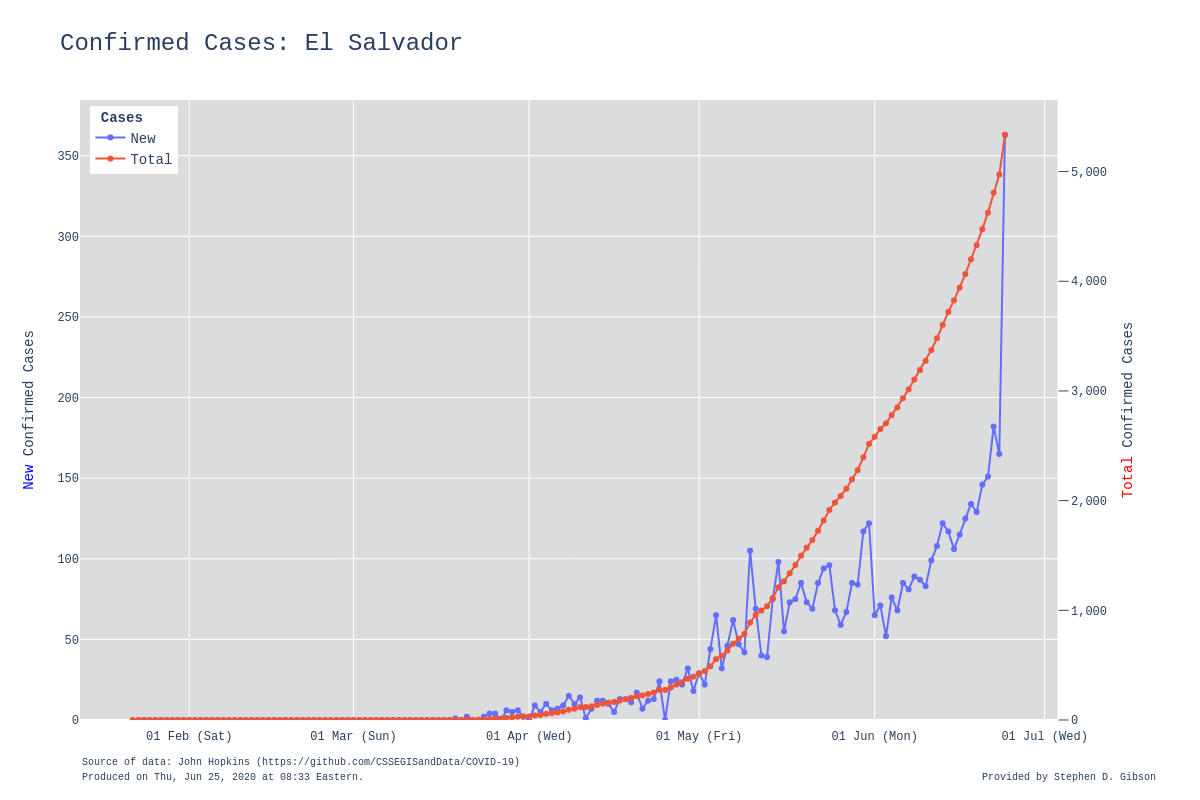 Confirmed Cases: El Salvador
Cases
New
Total
350
300
250
200
150
100
50
0
5,000
4,000
3,000
2,000
1,000
0
New Confirmed Cases
Total Confirmed Cases
01 Feb (Sat)
01 Mar (Sun)
01 Apr (Wed)
01 May (Fri)
01 Jun (Mon)
01 Jul (Wed)
Source of data: John Hopkins (https://github.com/CSSEGISandData/COVID-19)
Produced on Thu, Jun 25, 2020 at 08:33 Eastern.
Provided by Stephen D. Gibson